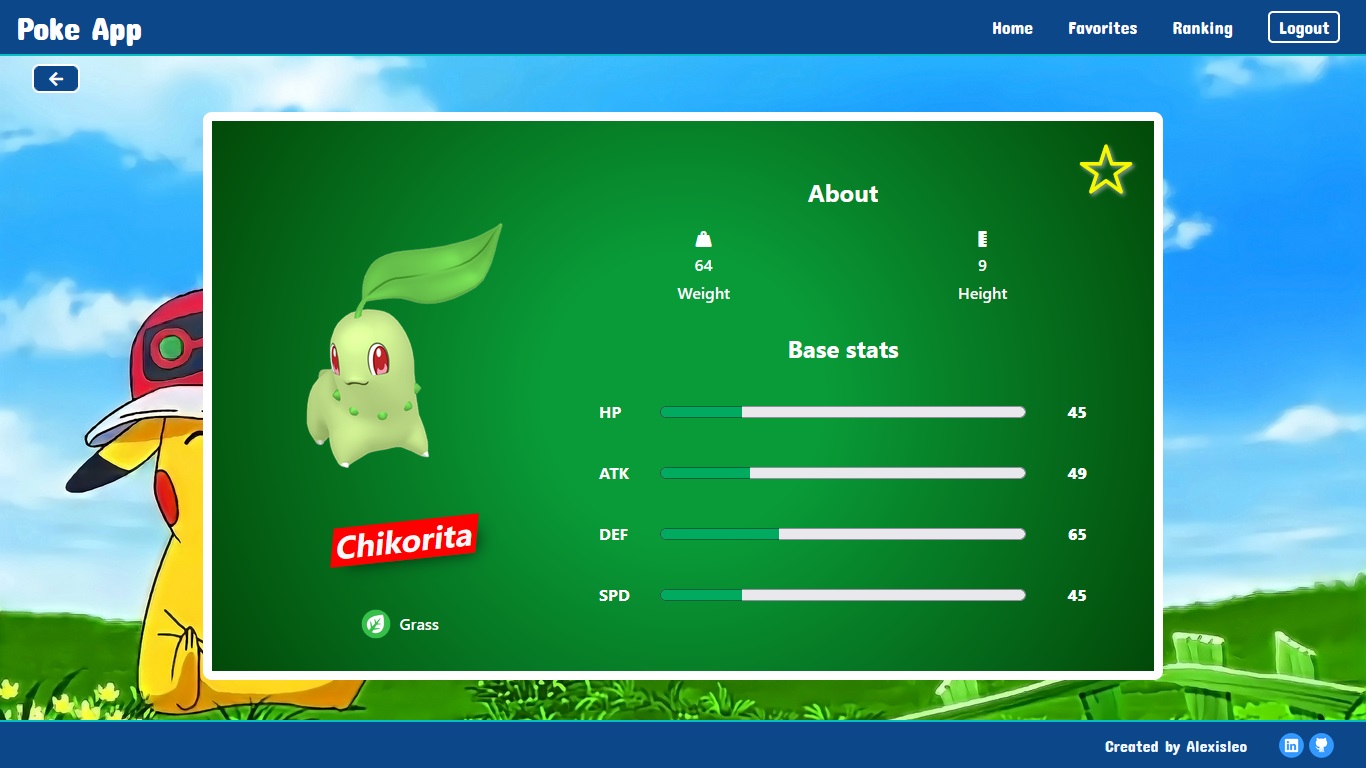 Poke App
Home Favorites Ranking Logout
About
64 9
Weight Height
Base stats
HP 45
ATK 49
DEF 65
SPD 45
Chikorita
Grass
Created by Alexisleo
in